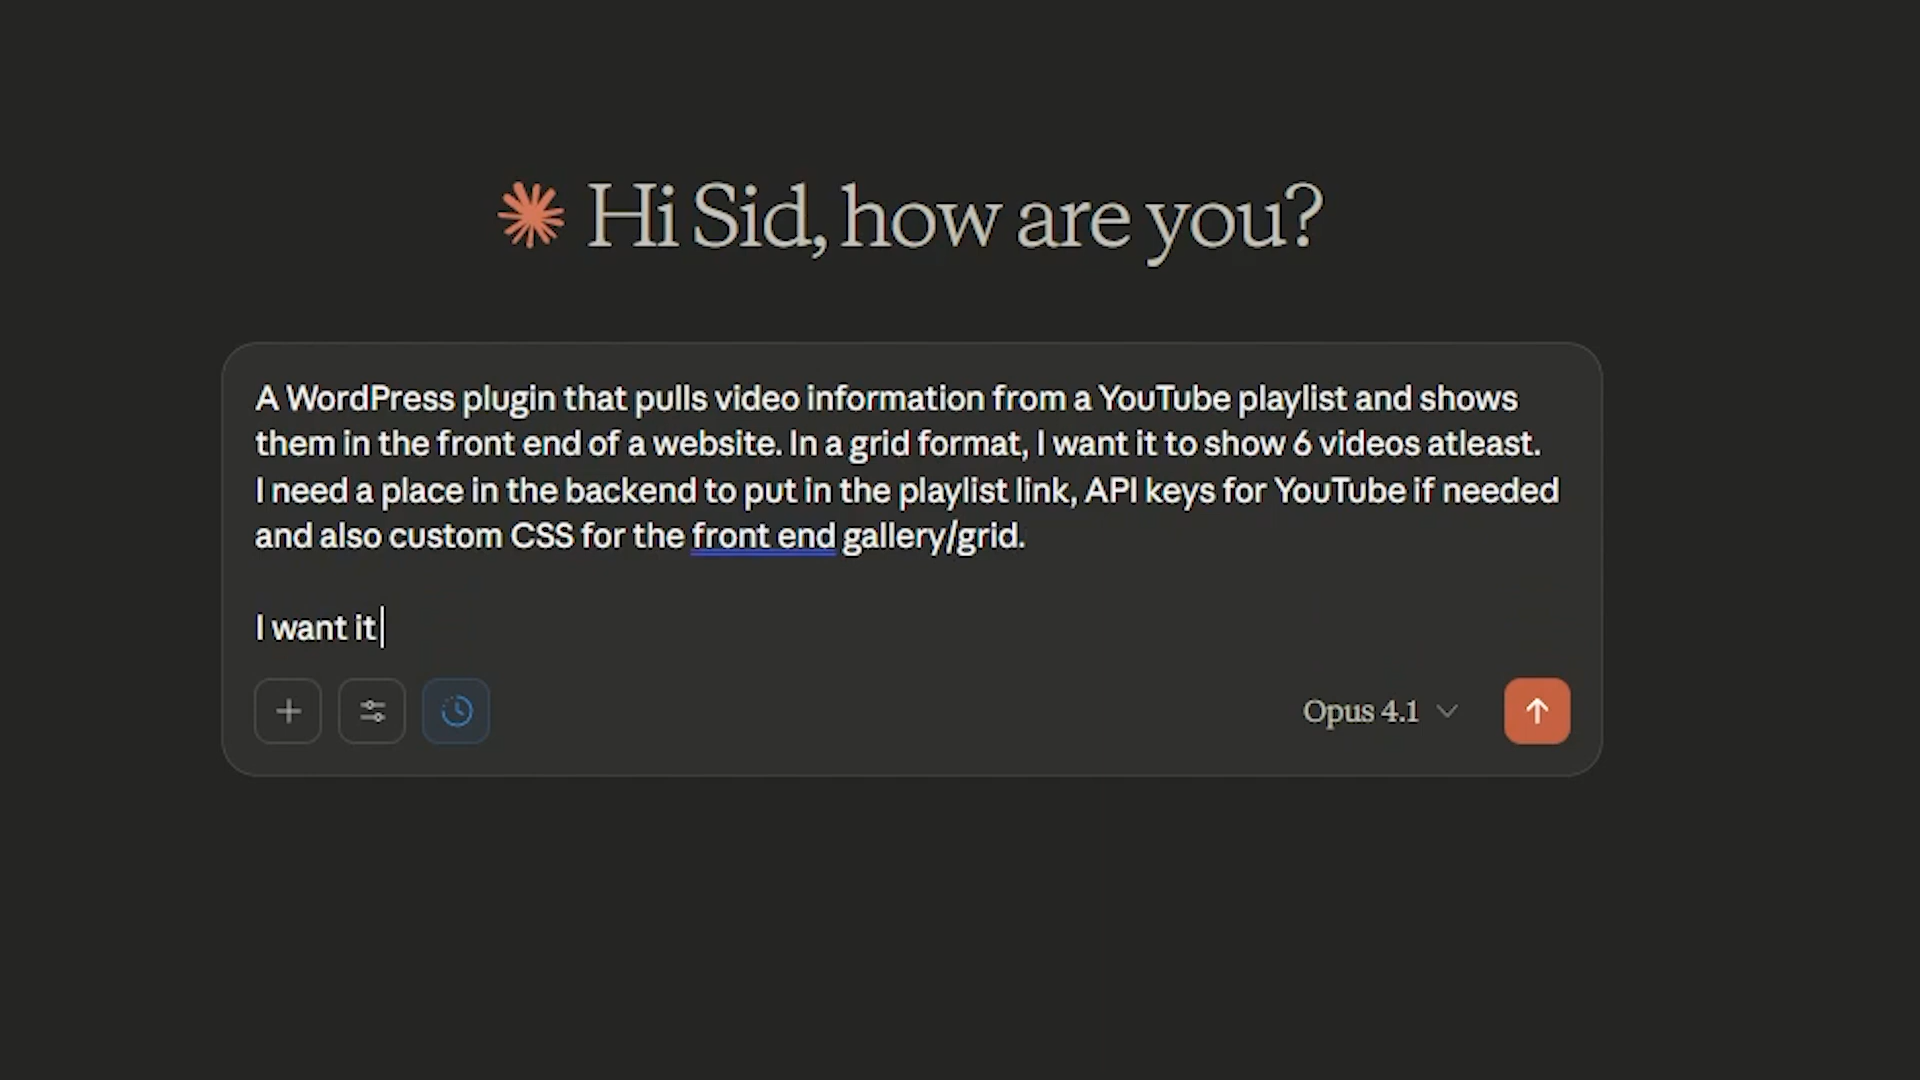 Hi Sid, how are you?
A WordPress plugin that pulls video information from a YouTube playlist and shows
them in the front end of a website. In a grid format, I want it to show 6 videos atleast.
I need a place in the backend to put in the playlist link, API keys for YouTube if needed
and also custom CSS for the front end gallery/grid.
I want it
Opus 4.1